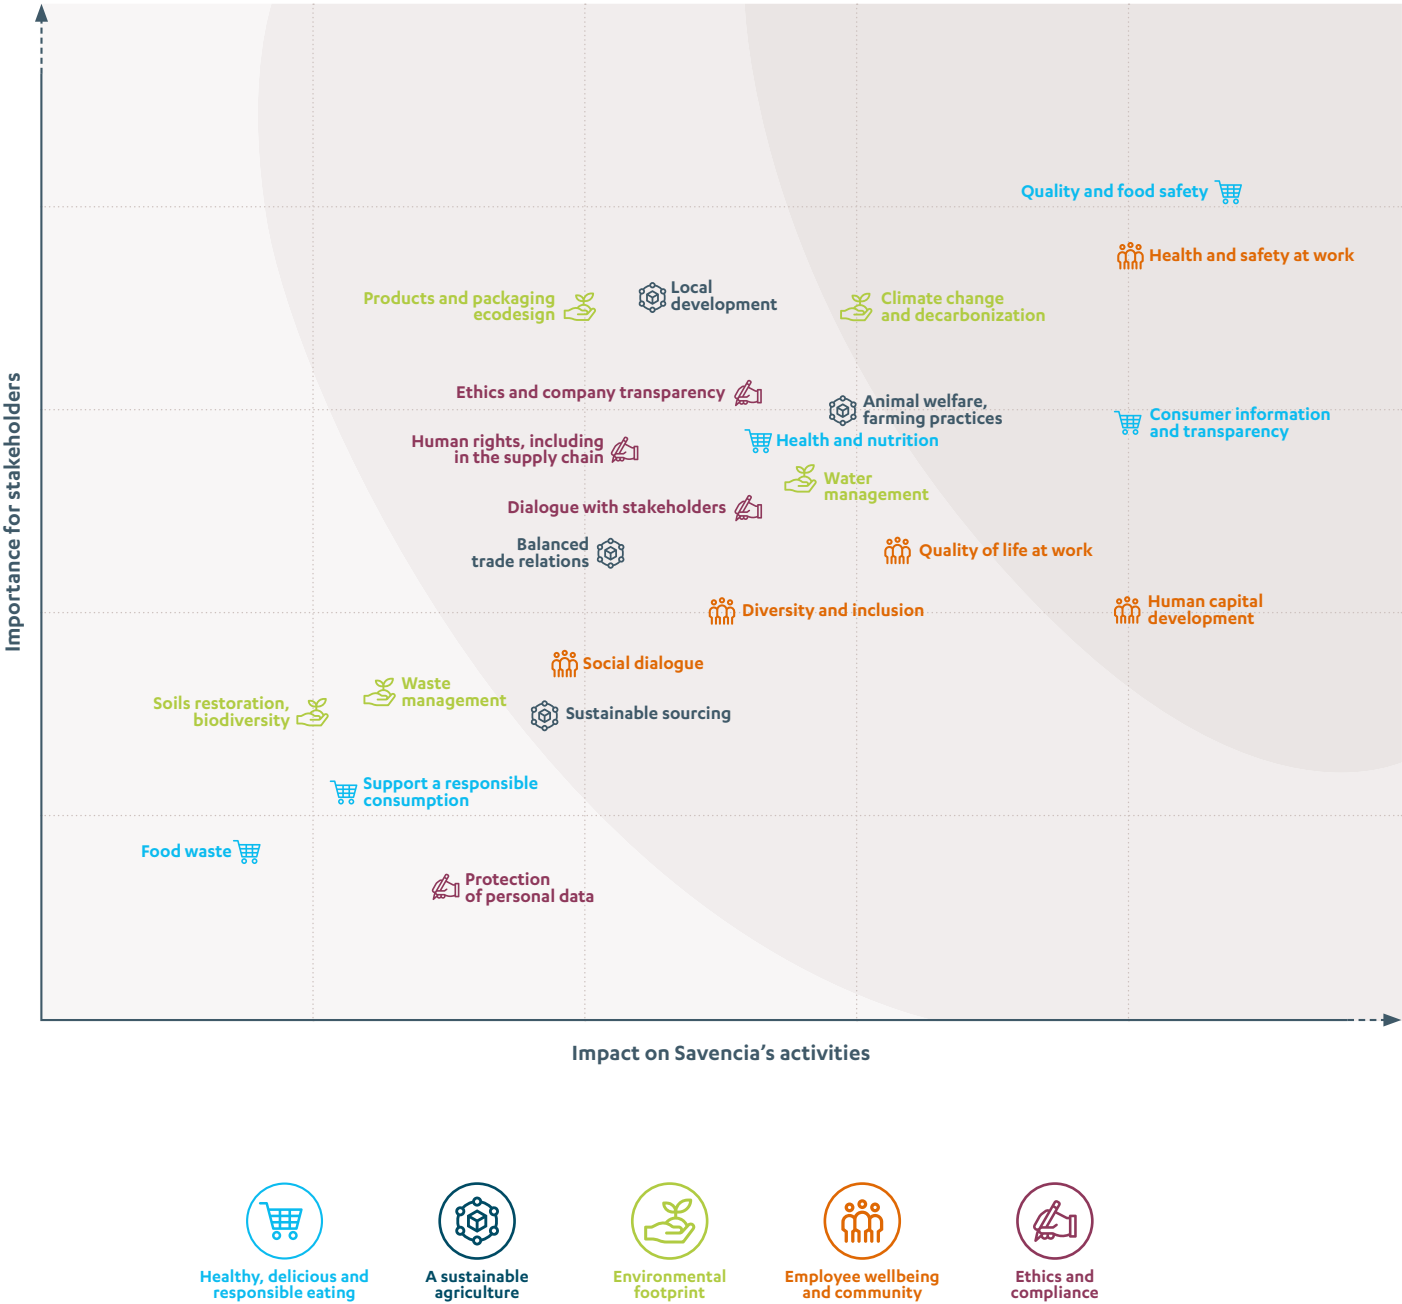 Importance for stakeholders
Quality and food safety
Health and safety at work
Products and packaging
ecodesign
Local
development
Climate change
and decarbonization
Ethics and company transparency
Animal welfare,
farming practices
Consumer information
and transparency
Human rights, including
in the supply chain
Health and nutrition
Water
management
Dialogue with stakeholders
Balanced
trade relations
Quality of life at work
Diversity and inclusion
Human capital
development
Social dialogue
Soils restoration,
biodiversity
Waste
management
Sustainable sourcing
Support a responsible
consumption
Food waste
Protection
of personal data
Impact on Savencia’s activities
Healthy, delicious and
responsible eating
A sustainable
agriculture
Environmental
footprint
Employee wellbeing
and community
Ethics and
compliance